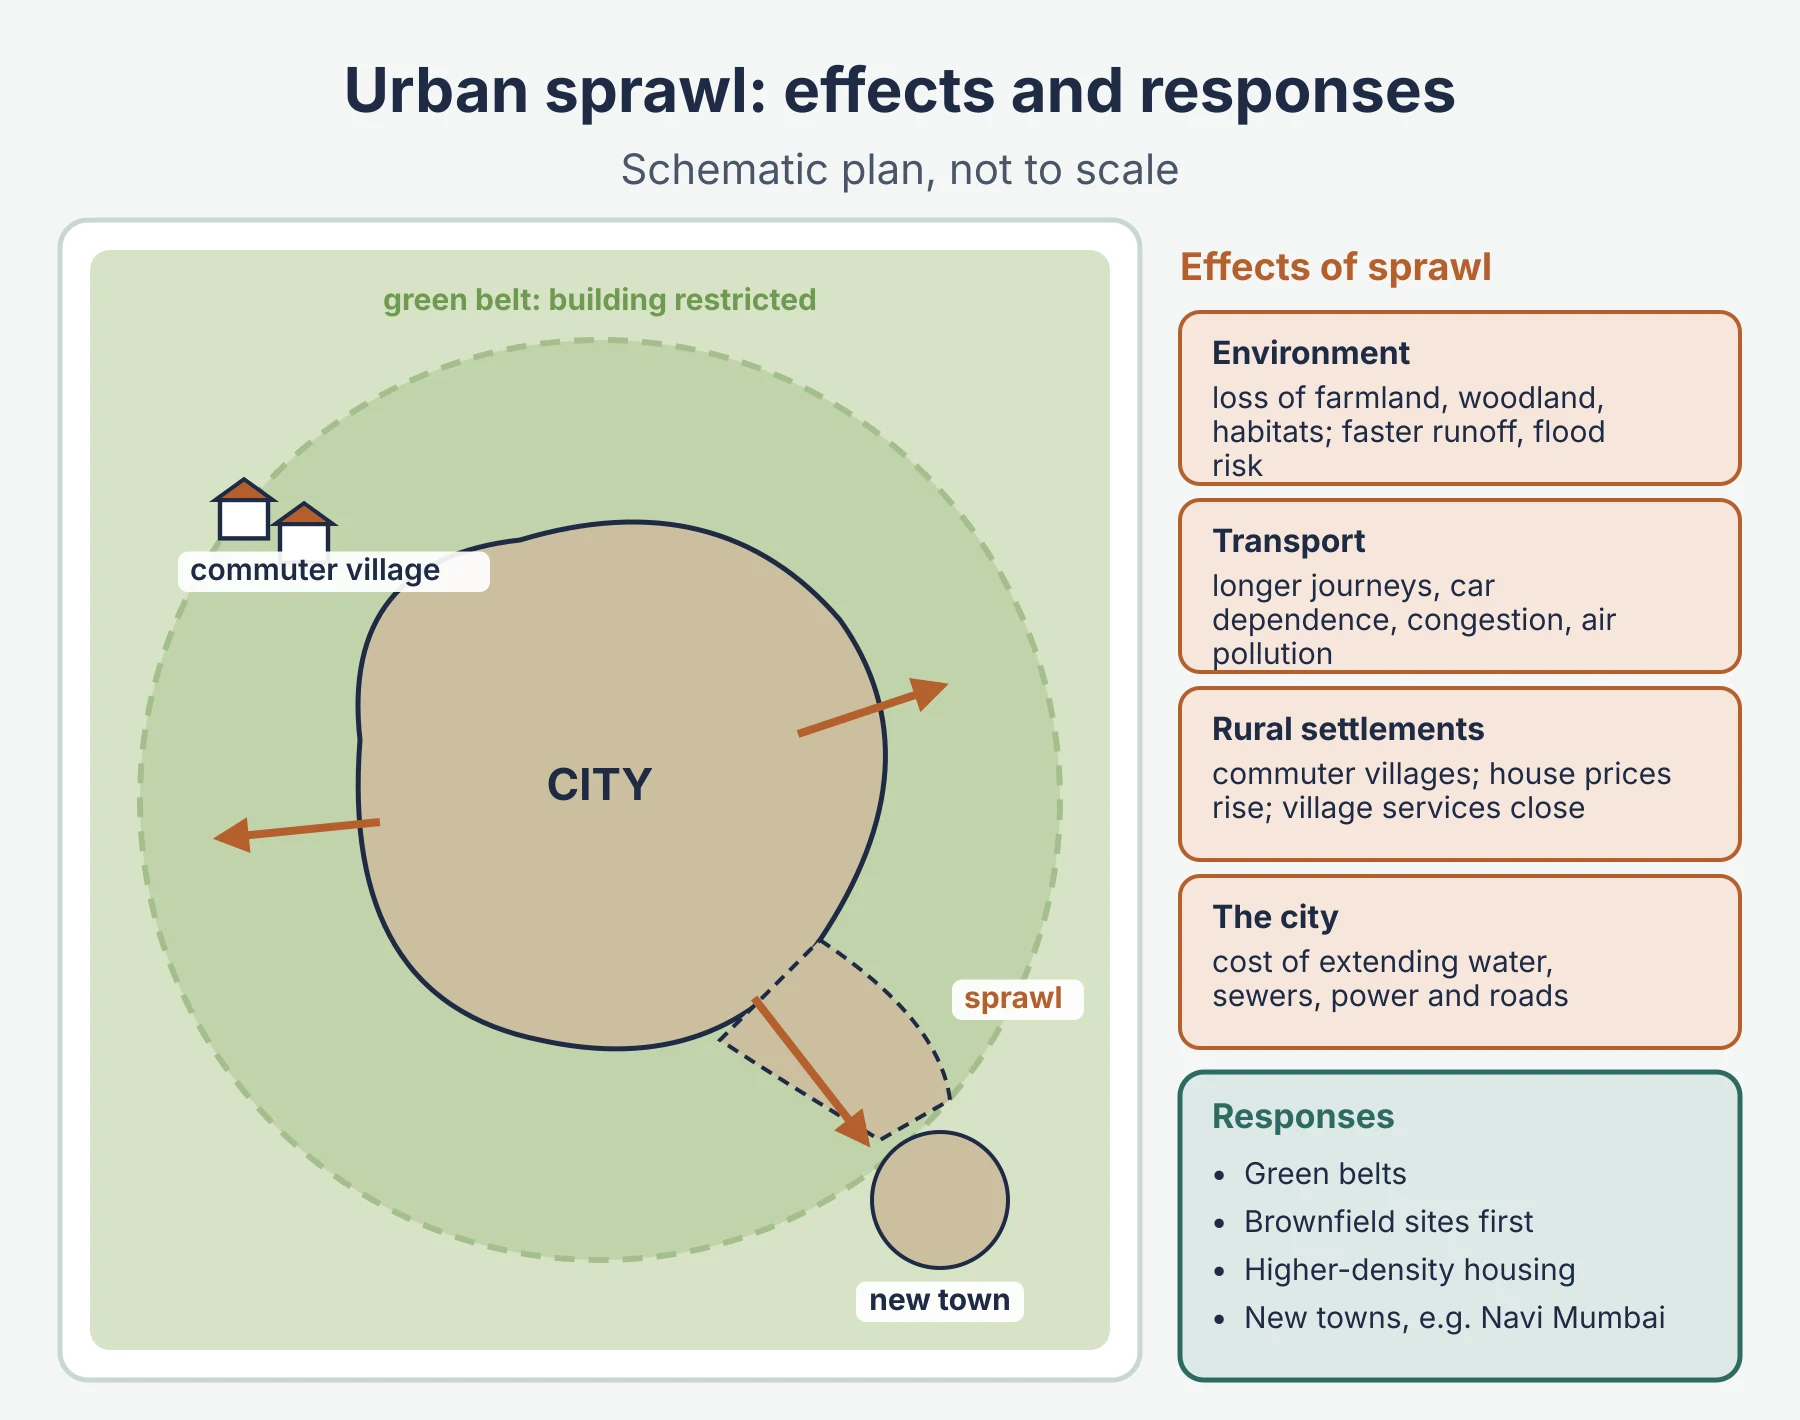 Urban sprawl: effects and responses
Schematic plan, not to scale
green belt: building restricted
commuter village
CITY
sprawl
new town
Effects of sprawl
Environment
loss of farmland, woodland,
habitats; faster runoff, flood
risk
Transport
longer journeys, car
dependence, congestion, air
pollution
Rural settlements
commuter villages; house prices
rise; village services close
The city
cost of extending water,
sewers, power and roads
Responses
• Green belts
• Brownfield sites first
• Higher-density housing
• New towns, e.g. Navi Mumbai